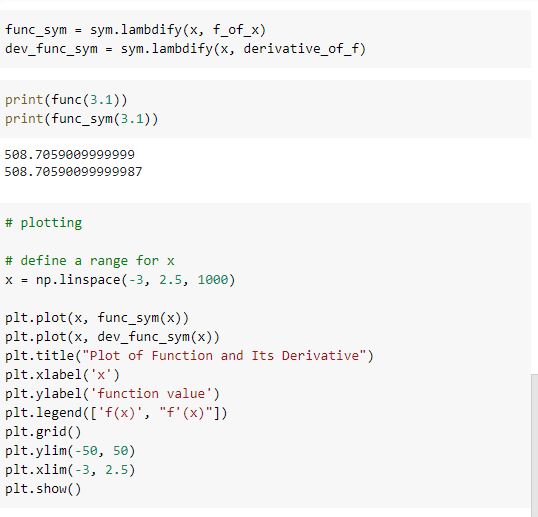 func_sym = sym.lambdify(x, f_of_x)
dev_func_sym = sym.lambdify(x, derivative_of_f)
print(func(3.1))
print(func_sym(3.1))
508.7059009999999
508.70590099999987
# plotting
# define a range for x
x = np.linspace(-3, 2.5, 1000)
plt.plot(x, func_sym(x))
plt.plot(x, dev_func_sym(x))
plt.title("Plot of Function and Its Derivative")
plt.xlabel('x')
plt.ylabel('function value')
plt.legend(['f(x)', "f'(x)"])
plt.grid()
plt.ylim(-50, 50)
plt.xlim(-3, 2.5)
plt.show()